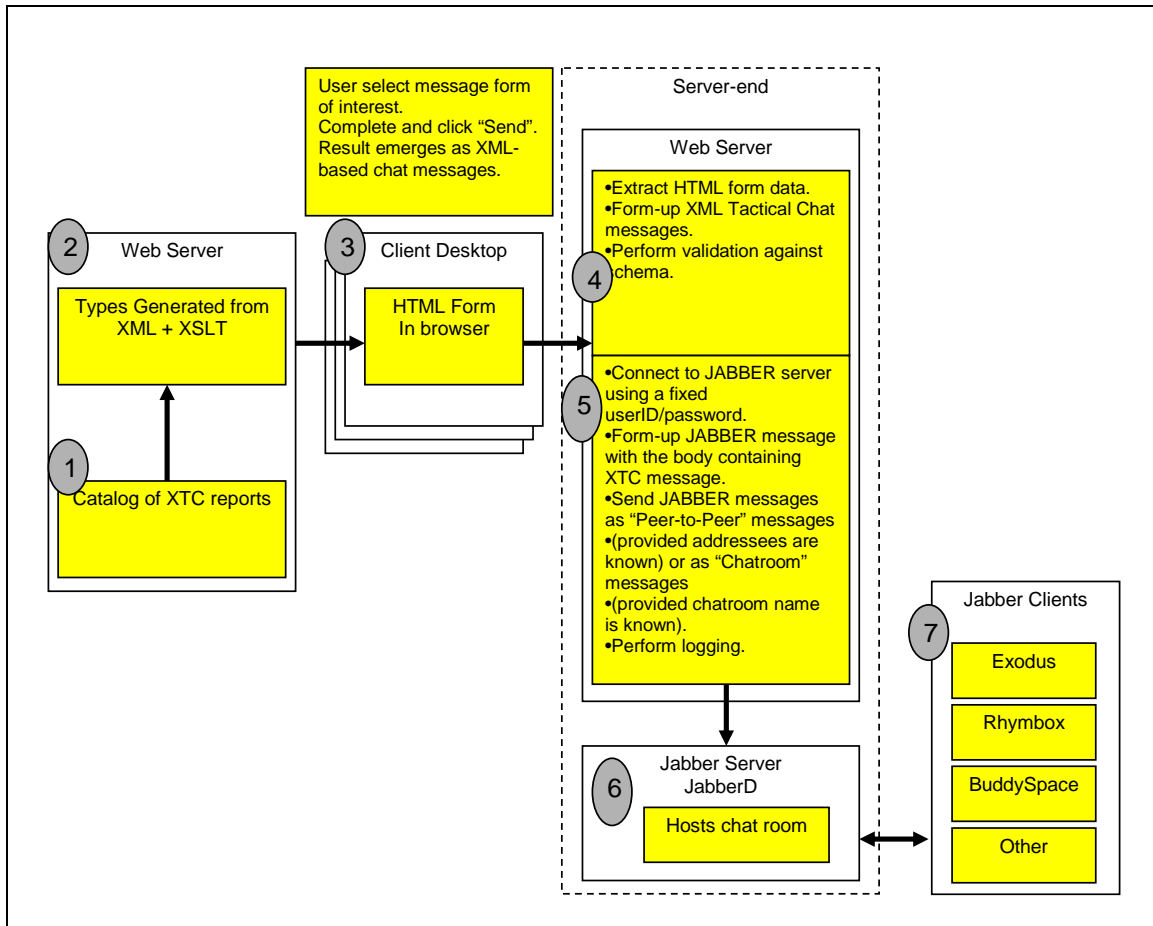 User select message form
of interest.
Complete and click “Send”.
Result emerges as XML-
based chat messages.
2
Web Server
Types Generated from
XML + XSLT
1
Catalog of XTC reports
3
Client Desktop
HTML Form
In browser
Server-end
Web Server
•Extract HTML form data.
•Form-up XML Tactical Chat
messages.
•Perform validation against
schema.
4
5
•Connect to JABBER server
using a fixed
userID/password.
•Form-up JABBER message
with the body containing
XTC message.
•Send JABBER messages
as “Peer-to-Peer” messages
•(provided addressees are
known) or as “Chatroom”
messages
•(provided chatroom name
is known).
•Perform logging.
6
Jabber Server
JabberD
Hosts chat room
7
Jabber Clients
Exodus
Rhymbox
BuddySpace
Other